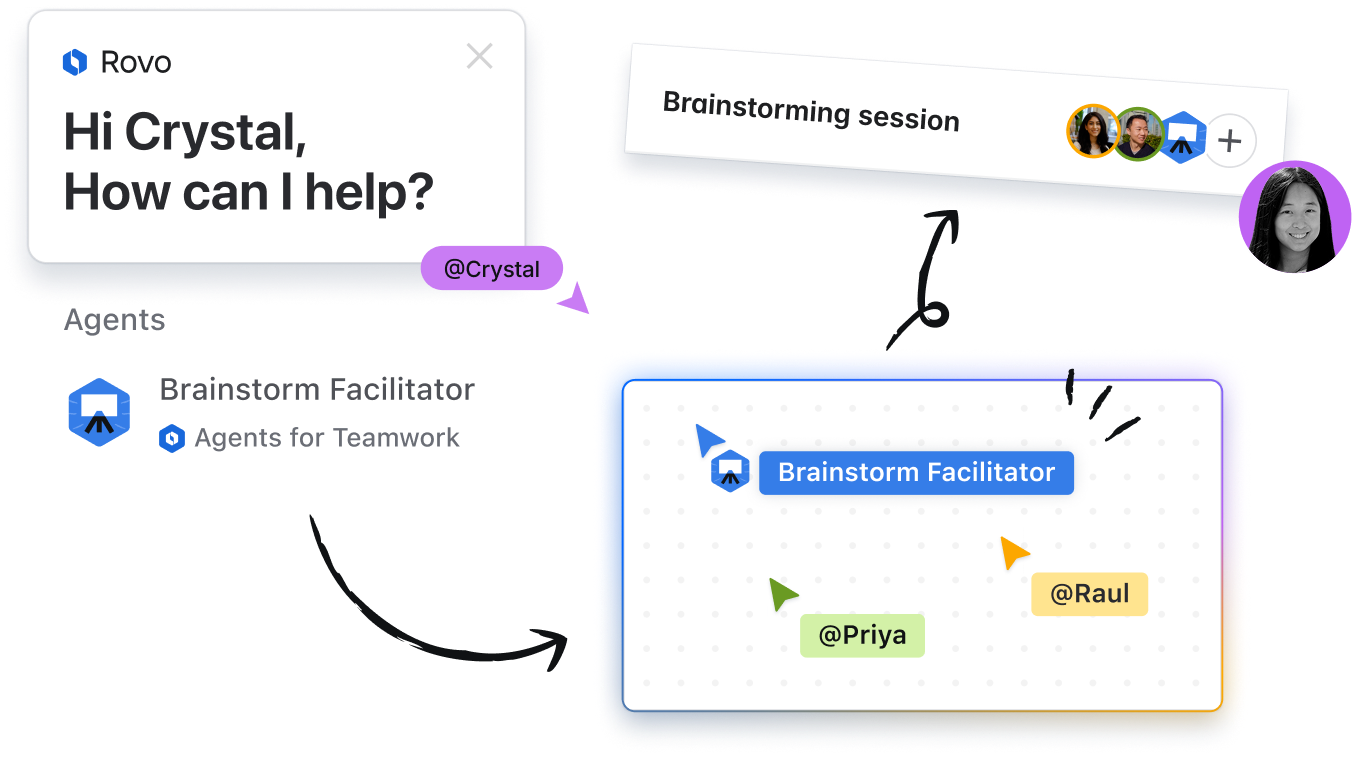 Rovo
Hi Crystal,
How can I help?
@Crystal
Agents
Brainstorm Facilitator
Agents for Teamwork
Brainstorming session
Brainstorm Facilitator
@Raul
@Priya